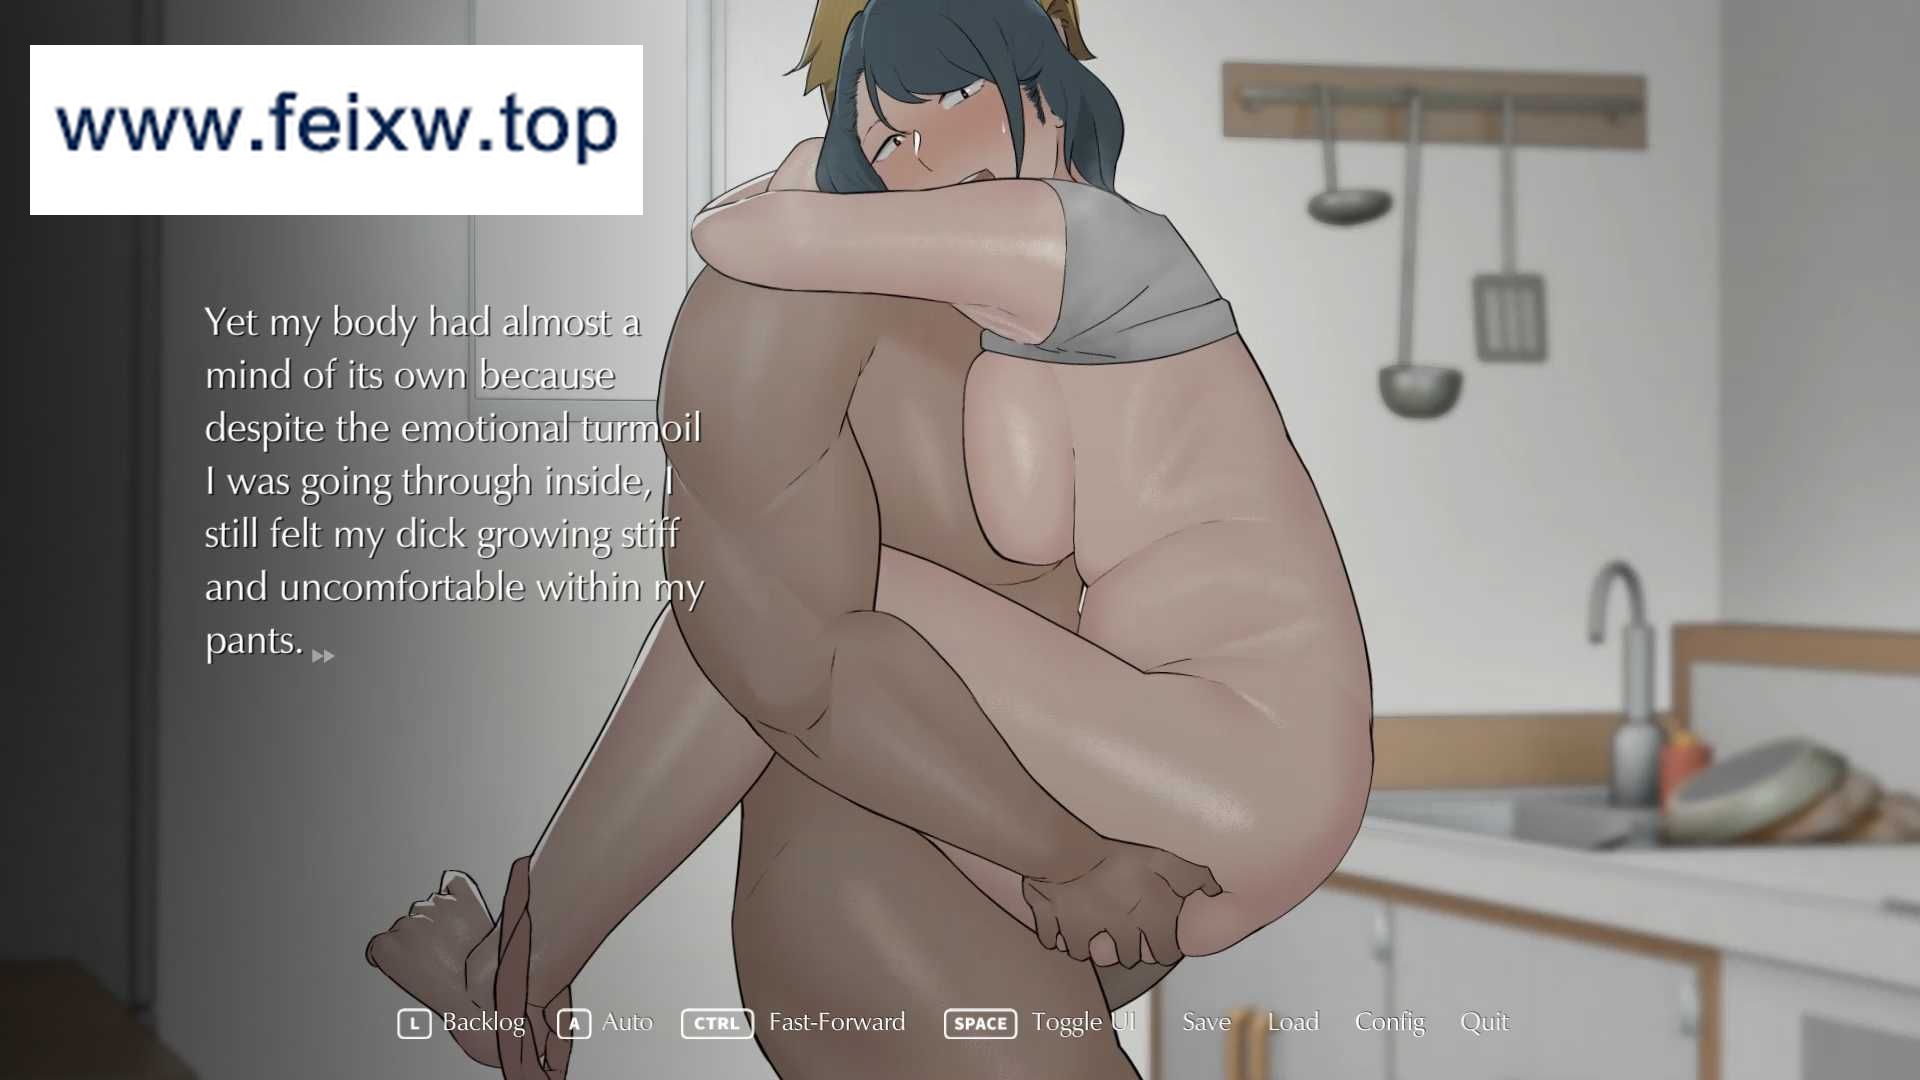 www.feixw.top
Yet my body had almost a
mind of its own because
despite the emotional turmoil
I was going through inside, I
still felt my dick growing stiff
and uncomfortable within my
pants.
L Backlog A Auto CTRL Fast-Forward SPACE Toggle UI Save Load Config Quit